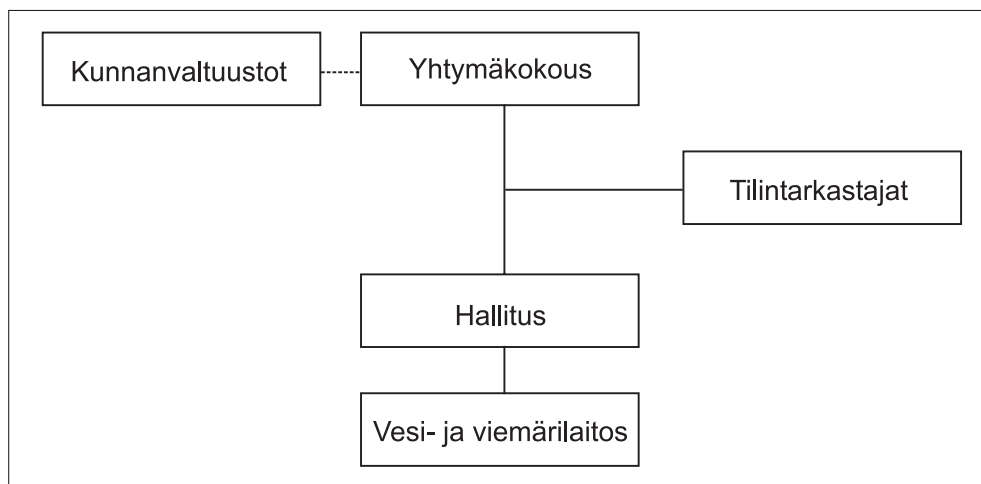 Kunnanvaltuustot
Yhtymäkokous
Tilintarkastajat
Hallitus
Vesi- ja viemärilaitos